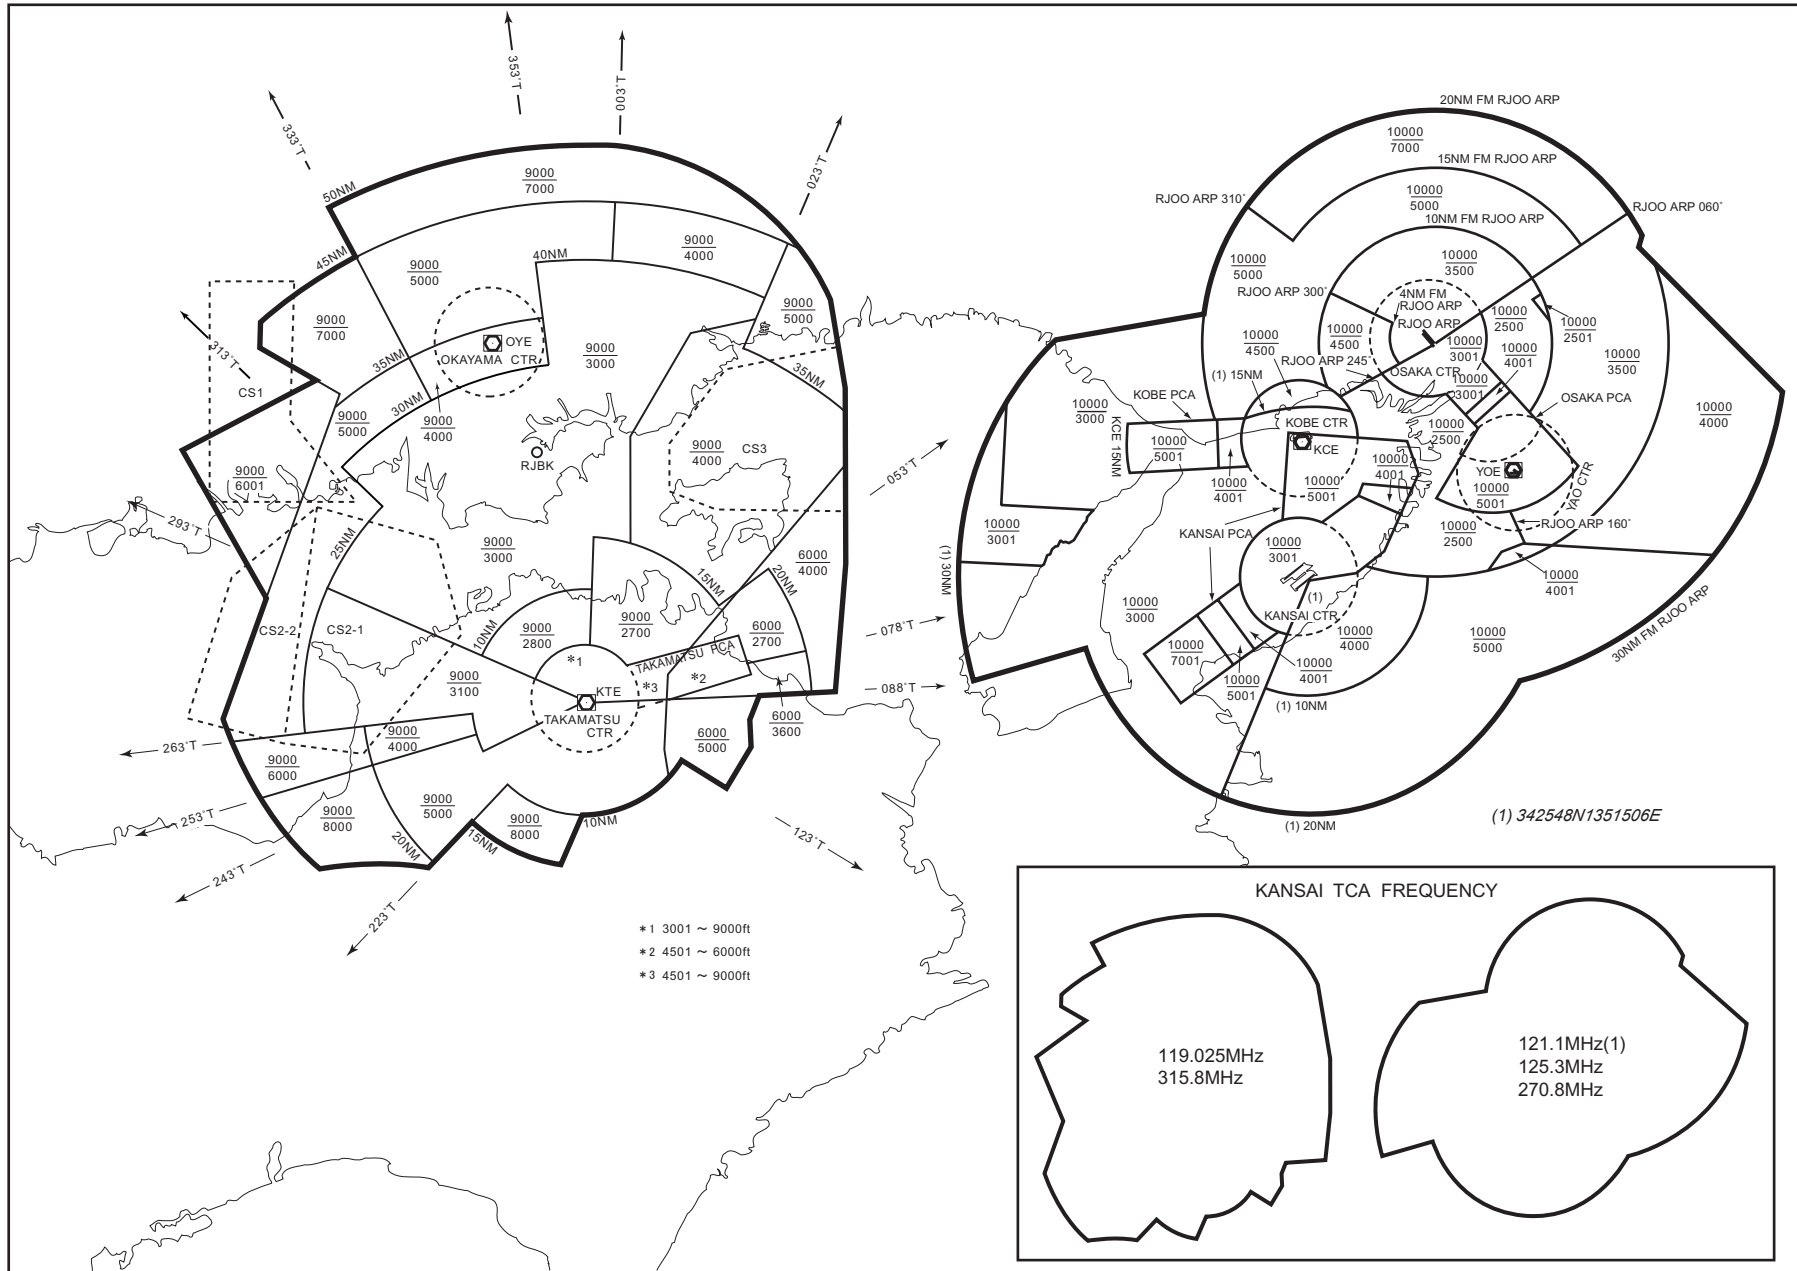 353°T
003°T
333°T
023°T
313°T
50NM
9000
7000
45NM
9000
5000
40NM
9000
4000
9000
7000
9000
5000
OYE
OKAYAMA CTR
35NM
9000
3000
35NM
CS1
30NM
9000
5000
9000
4000
RJBK
9000
4000
CS3
9000
6001
293°T
25NM
9000
3000
053°T
15NM
20NM
6000
4000
CS2-2
CS2-1
10NM
9000
2800
9000
2700
6000
2700
078°T
*1
TAKAMATSU PCA
*2
*3
9000
3100
KTE
TAKAMATSU
CTR
088°T
6000
3600
263°T
9000
4000
6000
5000
9000
6000
253°T
9000
8000
9000
5000
9000
8000
20NM
15NM
10NM
243°T
223°T
123°T
*1 3001 ~ 9000ft
*2 4501 ~ 6000ft
*3 4501 ~ 9000ft
20NM FM RJOO ARP
10000
7000
15NM FM RJOO ARP
RJOO ARP 310°
10000
5000
RJOO ARP 060°
10NM FM RJOO ARP
10000
5000
10000
3500
RJOO ARP 300°
4NM FM
RJOO ARP
RJOO ARP
10000
2500
10000
2501
10000
4500
10000
4500
10000
3001
10000
4001
10000
3500
RJOO ARP 245°
OSAKA CTR
10000
3001
(1) 15NM
KOBE PCA
OSAKA PCA
10000
3000
KCE 15NM
10000
5001
KOBE CTR
KCE
10000
2500
10000
4000
10000
4001
10000
4001
10000
5001
YOE
10000
5001
YAO CTR
RJOO ARP 160°
KANSAI PCA
10000
3001
10000
3001
10000
2500
10000
4001
(1) 30NM
(1)
KANSAI CTR
10000
3000
10000
4000
10000
5000
30NM FM RJOO ARP
10000
7001
10000
5001
10000
4001
(1) 10NM
(1) 20NM
(1) 342548N1351506E
KANSAI TCA FREQUENCY
119.025MHz
315.8MHz
121.1MHz(1)
125.3MHz
270.8MHz